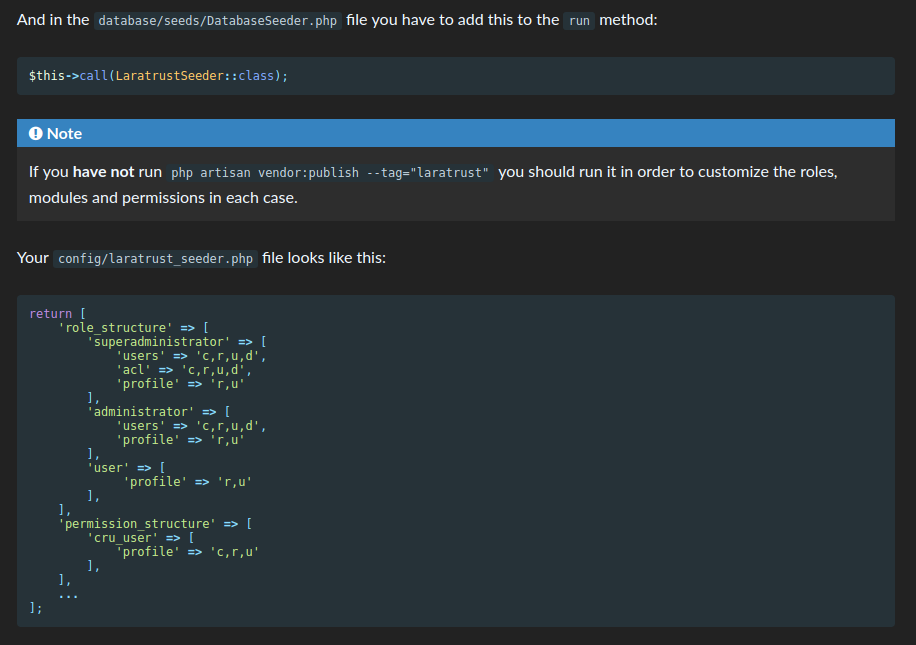 And in the database/seeds/DatabaseSeeder.php file you have to add this to the run method:
$this->call(LaratrustSeeder::class);
Note
If you have not run php artisan vendor:publish --tag="laratrust" you should run it in order to customize the roles,
modules and permissions in each case.
Your config/laratrust_seeder.php file looks like this:
return [
    'role_structure' => [
        'superadministrator' => [
            'users' => 'c,r,u,d',
            'acl' => 'c,r,u,d',
            'profile' => 'r,u'
        ],
        'administrator' => [
            'users' => 'c,r,u,d',
            'profile' => 'r,u'
        ],
        'user' => [
             'profile' => 'r,u'
        ],
    ],
    'permission_structure' => [
        'cru_user' => [
            'profile' => 'c,r,u'
        ],
    ],
    ...
];